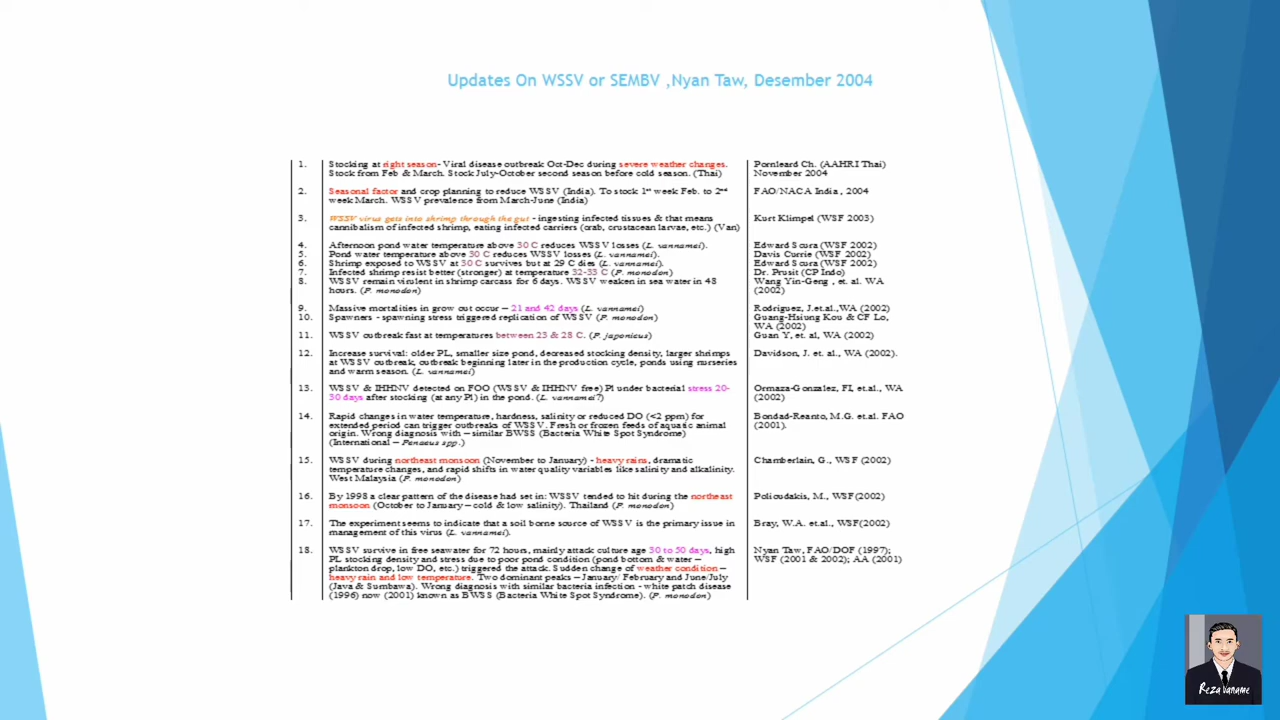 Updates On WSSV or SEMBV ,Nyan Taw, Desember 2004
1. Stocking at right season- Viral disease outbreak Oct-Dec during severe weather changes. Pornleard Ch. (AAHRI Thai)
Stock from Feb & March. Stock July-October second season before cold season. (Thai) November 2004
2. Seasonal factor and crop planning to reduce WSSV (India). To stock 1st week Feb. to 2nd FAO/NACA India, 2004
week March. WSSV prevalence from March-June (India)
3. WSSV virus gets into shrimp through the gut - ingesting infected tissues & that means Kurt Klimpel (WSF 2003)
cannibalism of infected shrimp, eating infected carriers (crab, crustacean larvae, etc.) (Van)
4. Afternoon pond water temperature above 30 C reduces WSSV losses (L. vannamei). Edward Scura (WSF 2002)
5. Pond water temperature above 30 C reduces WSSV loss (L. vannamei). Davis Currie (WSF 2002)
6. Shrimp exposed to WSSV at 30 C survives but at 29 C dies (L. vannamei). Edward Scura (WSF 2002)
7. Infected shrimp resist better (stronger) at temperature 32-33 C (P. monodon) Dr. Prusit (CP Indo)
8. WSSV remain virulent in shrimp carcass for 6 days. WSSV weaken in sea water in 48 Wang Yin-Geng , et. al. WA
hours. (P. monodon) (2002)
9. Massive mortalities in grow out occur – 21 and 42 days (L. vannamei) Rodriguez, J.et.al.,WA (2002)
10. Spawners - spawning stress triggered replication of WSSV (P. monodon) Guang-Hsiung Kou & CF Lo,
WA (2002)
11. WSSV outbreak fast at temperatures between 23 & 28 C. (P. japonicus) Guan Y, et. al, WA (2002)
12. Increase survival: older PL, smaller size pond, decreased stocking density, larger shrimps Davidson, J. et. al., WA (2002).
at WSSV outbreak, outbreak beginning later in the production cycle, ponds using nurseries
and warm season. (L. vannamei)
13. WSSV & IHHNV detected on FOO (WSSV & IHHNV free) Pl under bacterial stress 20- Ormaza-Gonzalez, FI, et.al., WA
30 days after stocking (at any Pl) in the pond. (L. vannamei?) (2002)
14. Rapid changes in water temperature, hardness, salinity or reduced DO (<2 ppm) for Bondad-Reanto, M.G. et.al. FAO
extended period can trigger outbreaks of WSSV. Fresh or frozen feeds of aquatic animal (2001).
origin. Wrong diagnosis with – similar BWSS (Bacteria White Spot Syndrome)
(International – Penaeus spp.)
15. WSSV during northeast monsoon (November to January) - heavy rains, dramatic Chamberlain, G., WSF (2002)
temperature changes, and rapid shifts in water quality variables like salinity and alkalinity.
West Malaysia (P. monodon)
16. By 1998 a clear pattern of the disease had set in: WSSV tended to hit during the northeast Polioudakis, M., WSF(2002)
monsoon (October to January – cold & low salinity). Thailand (P. monodon)
17. The experiment seems to indicate that a soil borne source of WSSV is the primary issue in Bray, W.A. et.al., WSF(2002)
management of this virus (L. vannamei).
18. WSSV survive in free seawater for 72 hours, mainly attack culture age 30 to 50 days, high Nyan Taw, FAO/DOF (1997);
PL stocking density and stress due to poor pond condition (pond bottom & water – WSF (2001 & 2002); AA (2001)
plankton drop, low DO, etc.) triggered the attack. Sudden change of weather condition –
heavy rain and low temperature. Two dominant peaks – January/ February and June/July
(Java & Sumbawa). Wrong diagnosis with similar bacteria infection - white patch disease
(1996) now (2001) known as BWSS (Bacteria White Spot Syndrome). (P. monodon)
Reza Vaname